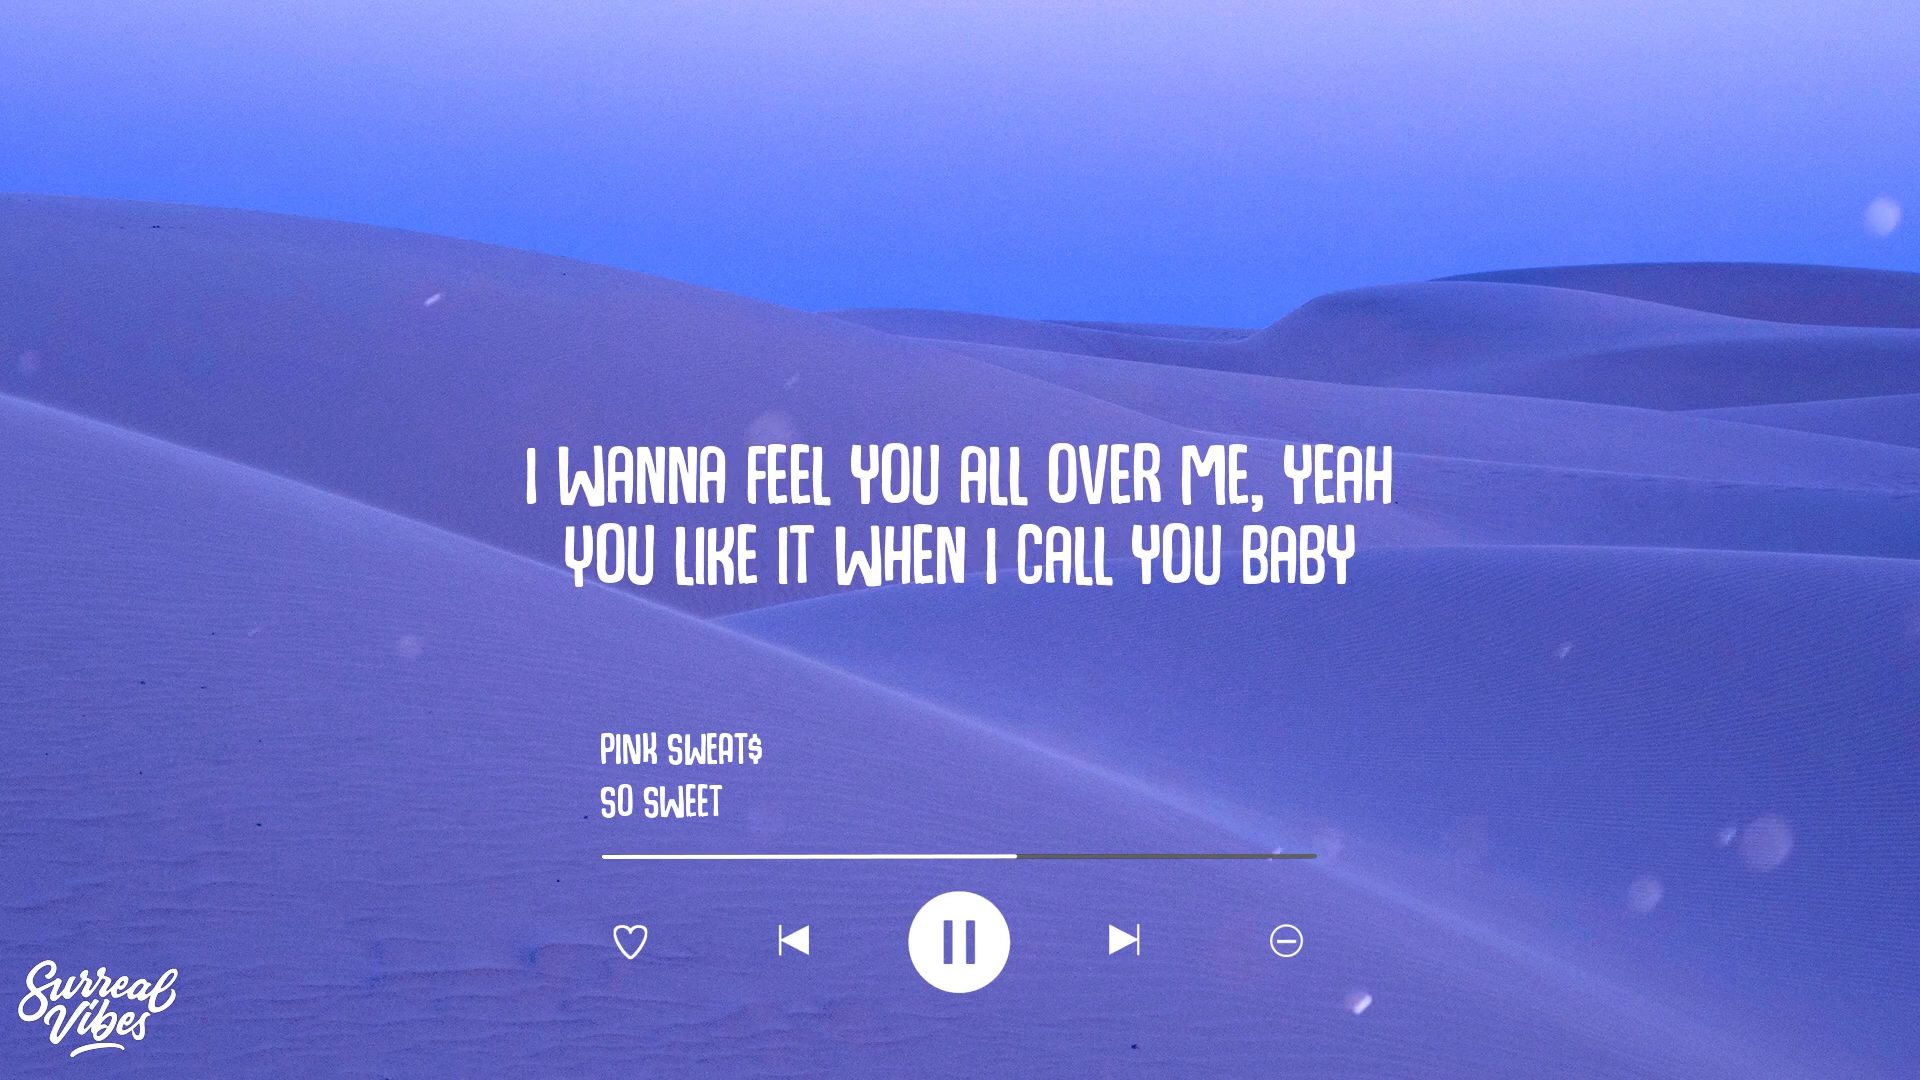 I WANNA FEEL YOU ALL OVER ME, YEAH
YOU LIKE IT WHEN I CALL YOU BABY
PINK SWEAT$
SO SWEET
Surreal
Vibes